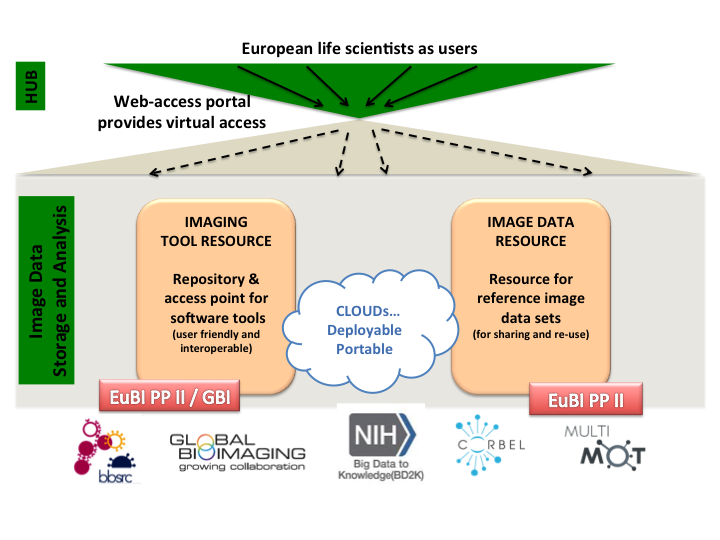 European life scientists as users
HUB
Web-access portal
provides virtual access
Image Data
Storage and Analysis
IMAGING
TOOL RESOURCE
Repository &
access point for
software tools
(user friendly and
interoperable)
CLOUDs...
Deployable
Portable
IMAGE DATA
RESOURCE
Resource for
reference image
data sets
(for sharing and re-use)
EuBI PP II / GBI
EuBI PP II
bbsrc
GLOBAL
BIOIMAGING
growing collaboration
NIH
Big Data to
Knowledge(BD2K)
CORBEL
MULTI
MOT